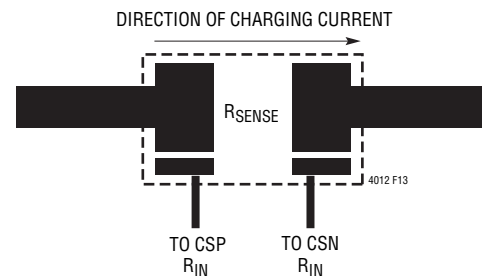 DIRECTION OF CHARGING CURRENT
RSENSE
4012 F13
TO CSP
RIN
TO CSN
RIN